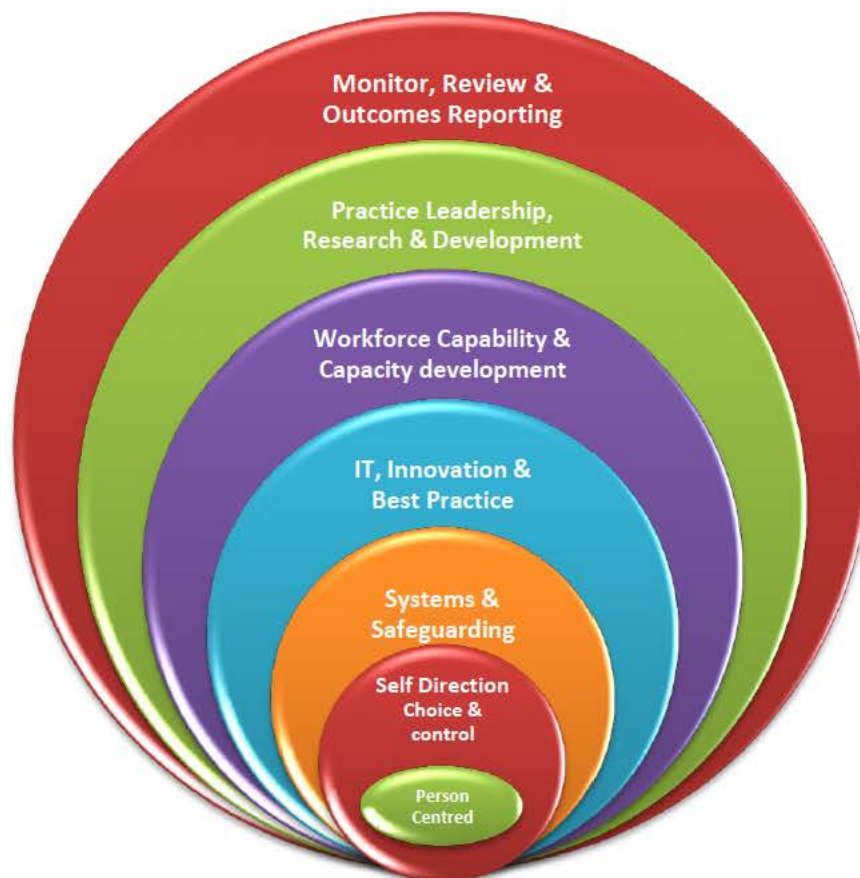 Monitor, Review &
Outcomes Reporting
Practice Leadership,
Research & Development
Workforce Capability &
Capacity development
IT, Innovation &
Best Practice
Systems &
Safeguarding
Self Direction
Choice &
control
Person
Centred